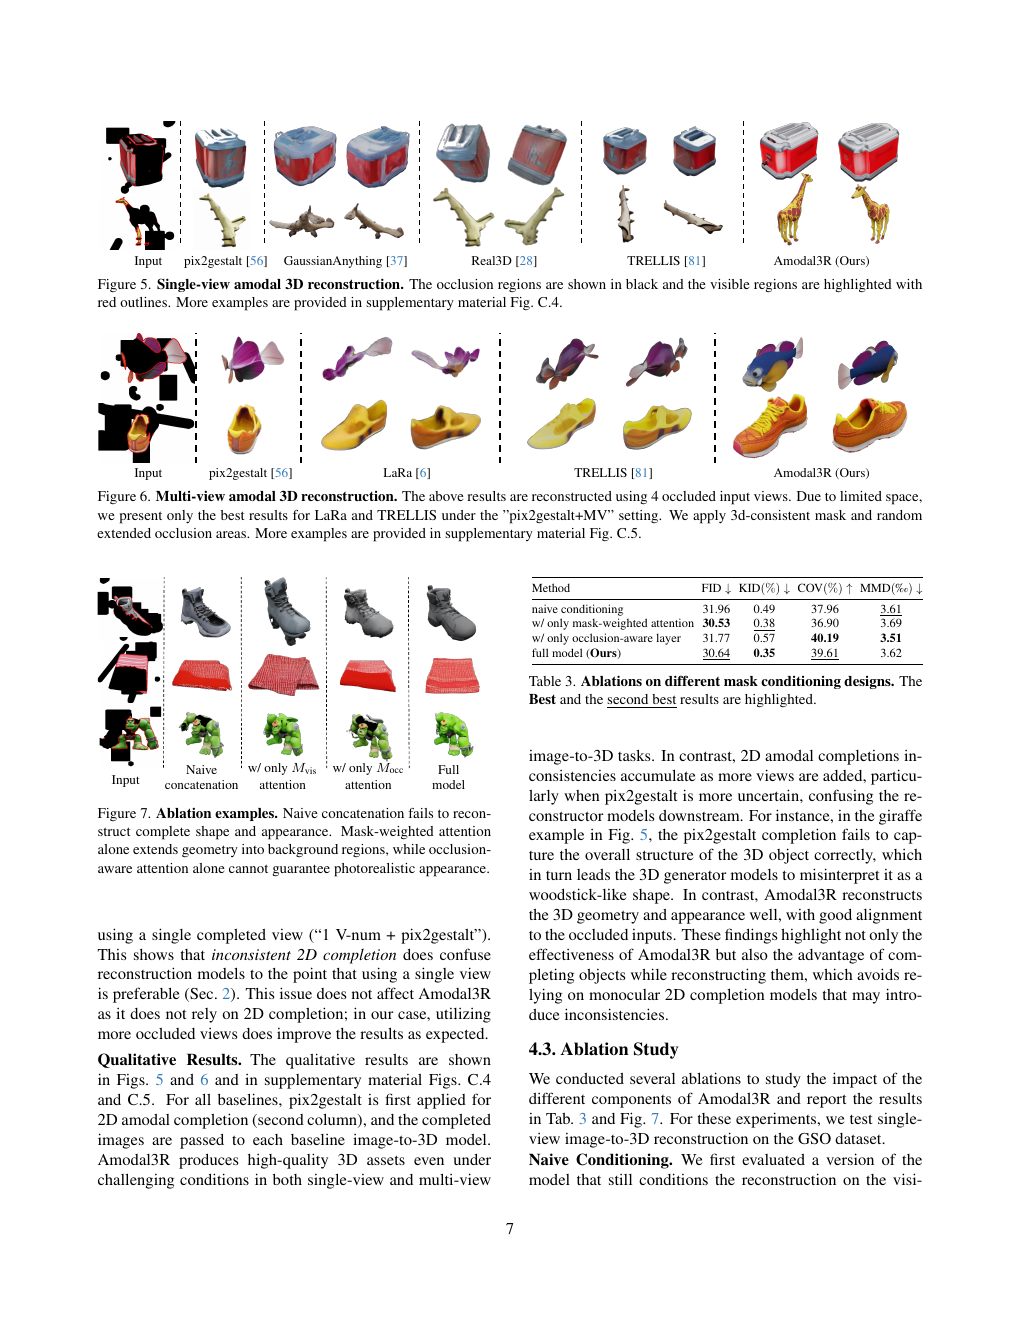 Input
pix2gestalt [56]
GaussianAnything [37]
Real3D [28]
TRELLIS [81]
Amodal3R (Ours)
Figure 5. Single-view amodal 3D reconstruction. The occlusion regions are shown in black and the visible regions are highlighted with
red outlines. More examples are provided in supplementary material Fig. C.4.
Input
pix2gestalt [56]
LaRa [6]
TRELLIS [81]
Amodal3R (Ours)
Figure 6. Multi-view amodal 3D reconstruction. The above results are reconstructed using 4 occluded input views. Due to limited space,
we present only the best results for LaRa and TRELLIS under the ”pix2gestalt+MV” setting. We apply 3d-consistent mask and random
extended occlusion areas. More examples are provided in supplementary material Fig. C.5.
Input
Naive
concatenation
w/ only Mvis
attention
w/ only Mocc
attention
Full
model
Figure 7. Ablation examples. Naive concatenation fails to recon-
struct complete shape and appearance. Mask-weighted attention
alone extends geometry into background regions, while occlusion-
aware attention alone cannot guarantee photorealistic appearance.
using a single completed view (“1 V-num + pix2gestalt”).
This shows that inconsistent 2D completion does confuse
reconstruction models to the point that using a single view
is preferable (Sec. 2). This issue does not affect Amodal3R
as it does not rely on 2D completion; in our case, utilizing
more occluded views does improve the results as expected.
Qualitative Results. The qualitative results are shown
in Figs. 5 and 6 and in supplementary material Figs. C.4
and C.5. For all baselines, pix2gestalt is first applied for
2D amodal completion (second column), and the completed
images are passed to each baseline image-to-3D model.
Amodal3R produces high-quality 3D assets even under
challenging conditions in both single-view and multi-view
Method FID ↓ KID(%) ↓ COV(%) ↑ MMD(‰) ↓
naive conditioning 31.96 0.49 37.96 3.61
w/ only mask-weighted attention 30.53 0.38 36.90 3.69
w/ only occlusion-aware layer 31.77 0.57 40.19 3.51
full model (Ours) 30.64 0.35 39.61 3.62
Table 3. Ablations on different mask conditioning designs. The
Best and the second best results are highlighted.
image-to-3D tasks. In contrast, 2D amodal completions in-
consistencies accumulate as more views are added, particu-
larly when pix2gestalt is more uncertain, confusing the re-
constructor models downstream. For instance, in the giraffe
example in Fig. 5, the pix2gestalt completion fails to cap-
ture the overall structure of the 3D object correctly, which
in turn leads the 3D generator models to misinterpret it as a
woodstick-like shape. In contrast, Amodal3R reconstructs
the 3D geometry and appearance well, with good alignment
to the occluded inputs. These findings highlight not only the
effectiveness of Amodal3R but also the advantage of com-
pleting objects while reconstructing them, which avoids re-
lying on monocular 2D completion models that may intro-
duce inconsistencies.
4.3. Ablation Study
We conducted several ablations to study the impact of the
different components of Amodal3R and report the results
in Tab. 3 and Fig. 7. For these experiments, we test single-
view image-to-3D reconstruction on the GSO dataset.
Naive Conditioning. We first evaluated a version of the
model that still conditions the reconstruction on the visi-
7